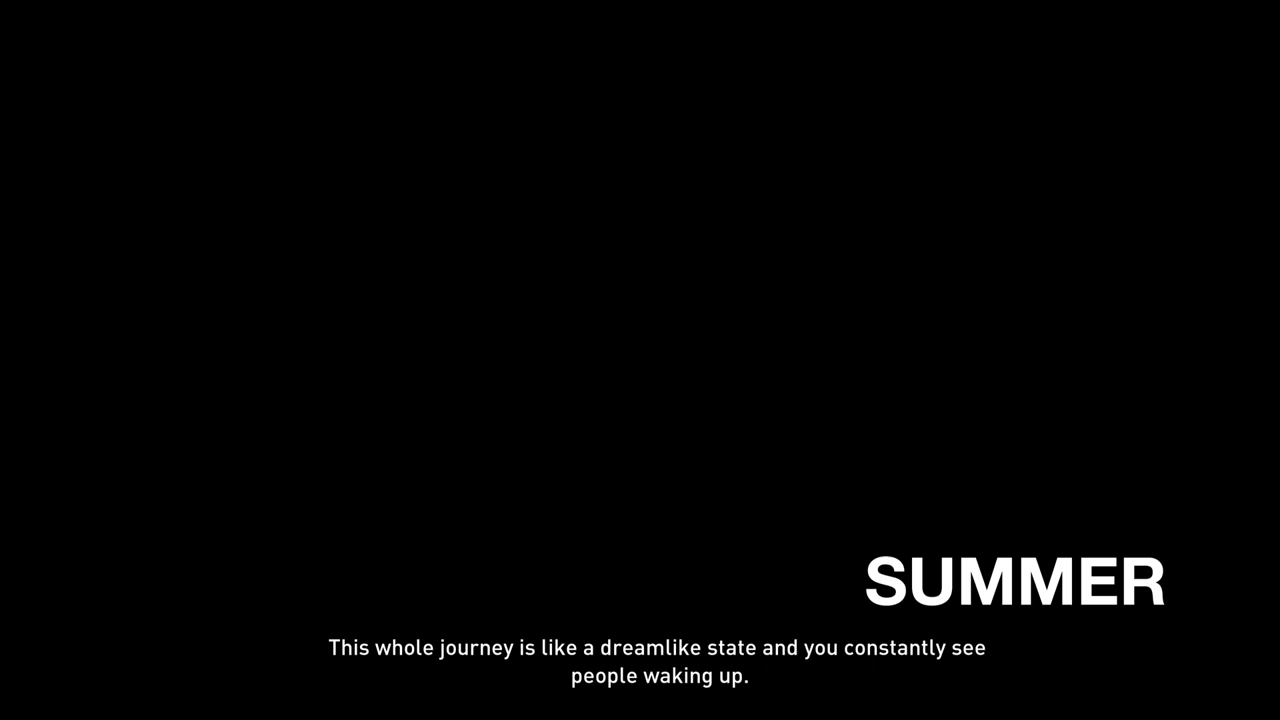 SUMMER
This whole journey is like a dreamlike state and you constantly see
people waking up.